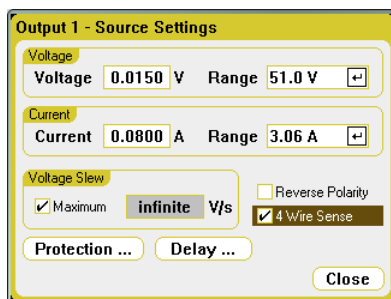 Output 1 - Source Settings
Voltage
Voltage 0.0150 V Range 51.0 V
Current
Current 0.0800 A Range 3.06 A
Voltage Slew
Maximum infinite V/s
Reverse Polarity
4 Wire Sense
Protection ... Delay ...
Close